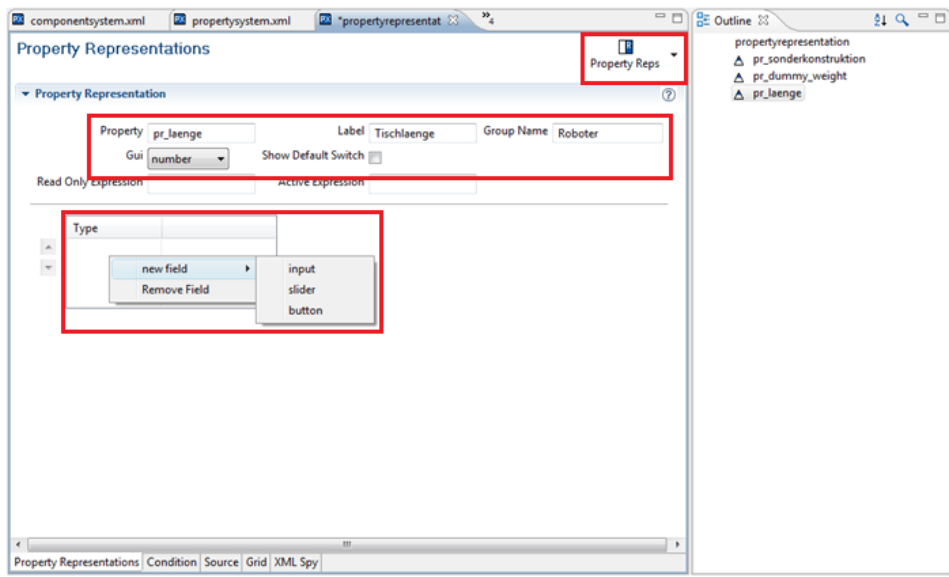 componentsystem.xml propertysystem.xml *propertyrepresentat »4
Outline
Property Representations
Property Reps
propertyrepresentation
pr_sonderkonstruktion
pr_dummy_weight
pr_laenge
Property Representation
Property pr_laenge Label Tischlaenge Group Name Roboter
Gui number Show Default Switch
Read Only Expression Active Expression
Type
new field input
Remove Field slider
button
Property Representations Condition Source Grid XML Spy